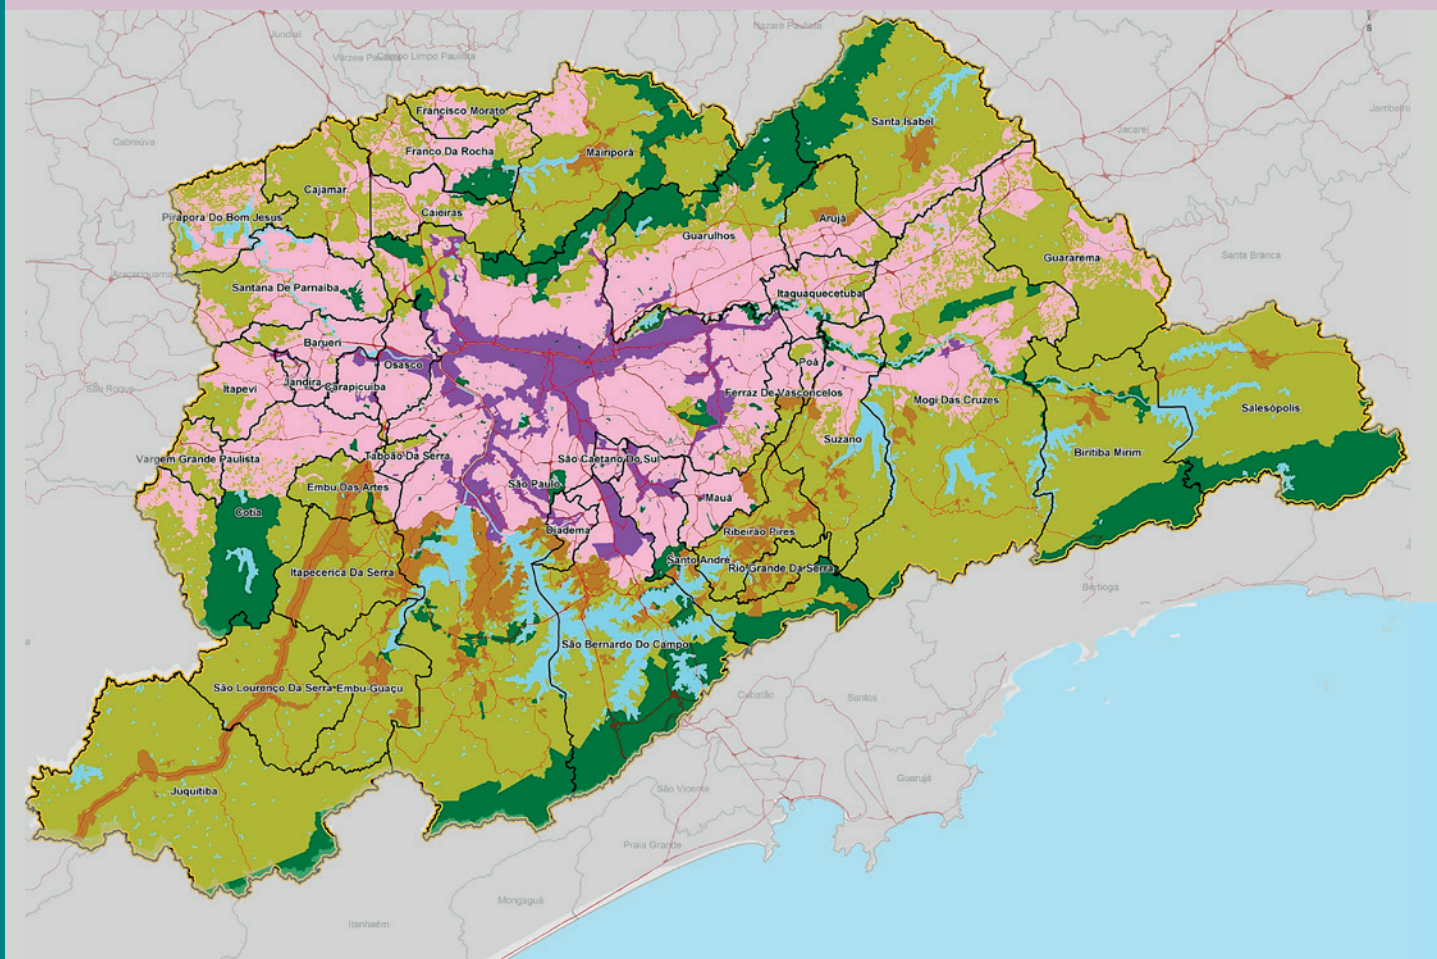 Nazaré Paulista
Jundiaí
Várzea Paulista
Campo Limpo Paulista
Francisco Morato
Jambeiro
Santa Isabel
Jacareí
Cabreúva
Franco Da Rocha
Mairiporã
Cajamar
Pirapora Do Bom Jesus
Caieiras
Arujá
Guarulhos
Guararema
Santa Branca
Araçariguama
Santana De Parnaíba
Itaquaquecetuba
Barueri
Osasco
Poá
São Roque
Itapevi
Jandira
Carapicuíba
Ferraz De Vasconcelos
Mogi Das Cruzes
Salesópolis
Suzano
Biritiba Mirim
Vargem Grande Paulista
Taboão Da Serra
São Caetano Do Sul
Embu Das Artes
São Paulo
Mauá
Cotia
Diadema
Ribeirão Pires
Santo André
Rio Grande Da Serra
Itapecerica Da Serra
Bertioga
São Bernardo Do Campo
São Lourenço Da Serra
Embu-Guaçu
Cubatão
Santos
Guarujá
Juquitiba
São Vicente
Praia Grande
Mongaguá
Itanhaém